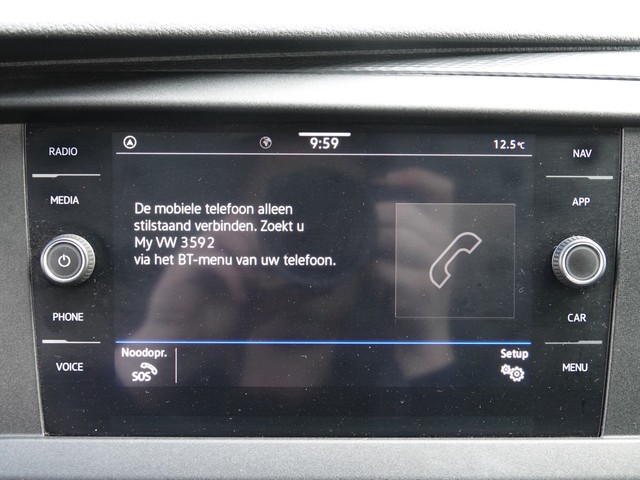 RADIO
MEDIA
PHONE
VOICE
9:59
12.5°C
De mobiele telefoon alleen
stilstaand verbinden. Zoekt u
My VW 3592
via het BT-menu van uw telefoon.
Noodopr.
SOS
Setup
NAV
APP
CAR
MENU